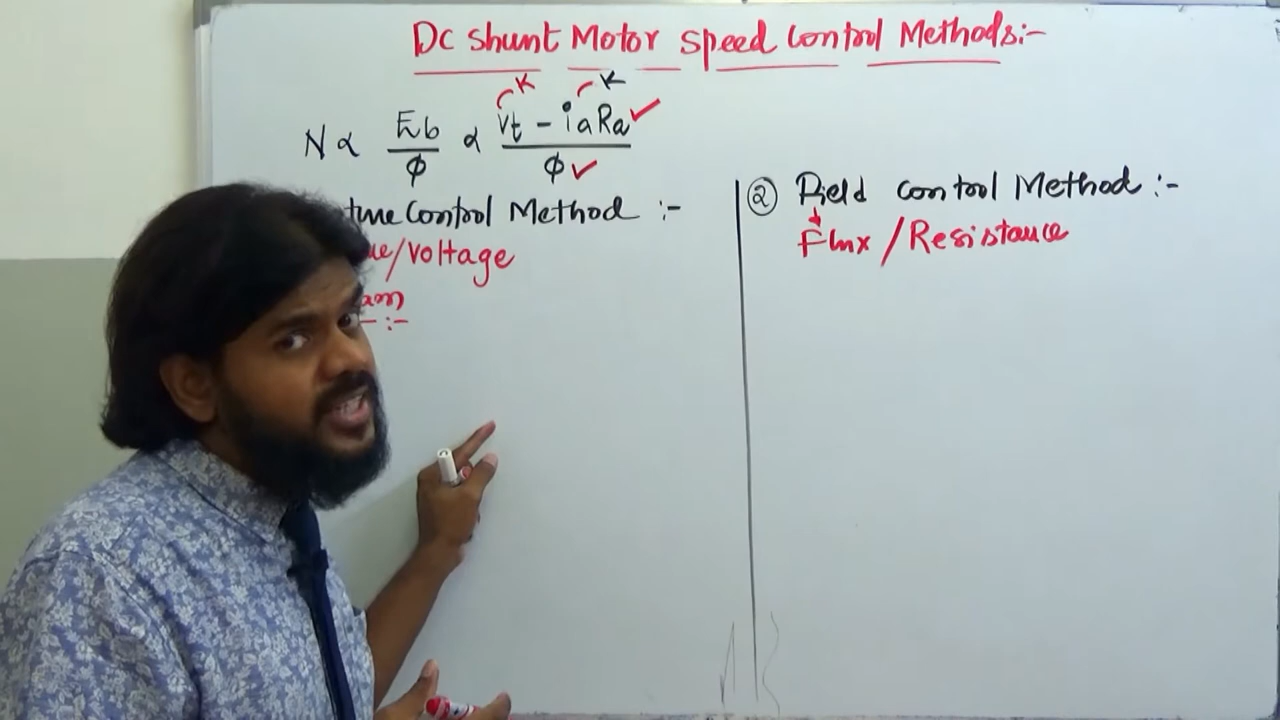 Dc Shunt Motor Speed Control Methods:-
K K
N ∝ Eb/ϕ ∝ Vt - iaRa/ϕ
Control Method :-
/voltage
② Field control Method :-
Flux /Resistance